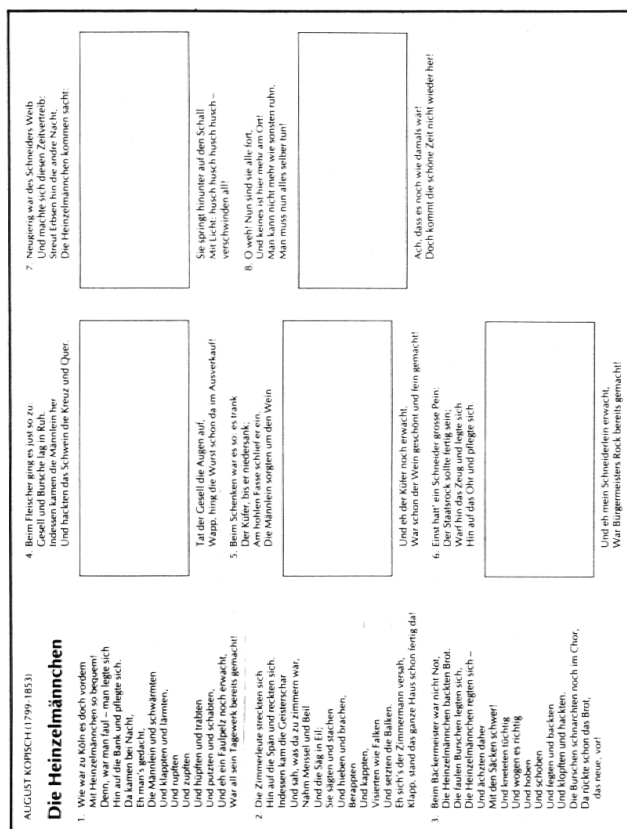 AUGUST KOPISCH (1799-1853)
Die Heinzelmännchen
1. Wie war zu Köln es doch vordem
Mit Heinzelmännchen so bequem!
Denn, war man faul – man legte sich
Hin auf die Bank und pflegte sich.
Da kamen bei Nacht,
Eh man's gedacht,
Die Männlein und schwärmten
Und klappten und lärmten,
Und rupften
Und zupften
Und hüpften und trabten
Und putzten und schabten,
Und eh ein Faulpelz noch erwacht,
War all sein Tagewerk bereits gemacht!
2. Die Zimmerleute streckten sich
Hin auf die Spän und reckten sich.
Indessen kam die Geisterschar
Und sah, was da zu zimmern war,
Nahm Meissel und Beil
Und die Säg in Eil;
Sie sägten und stachen
Und hieben und brachen,
Berappten
Und kappten,
Visierten wie Falken
Und setzten die Balken.
Eh sich's der Zimmermann versah,
Klapp, stand das ganze Haus schon fertig da!
3. Beim Bäckermeister war nicht Not,
Die Heinzelmännchen backten Brot.
Die faulen Burschen legten sich,
Die Heinzelmännchen regten sich –
Und ächzten daher
Mit den Säcken schwer!
Und kneteten tüchtig
Und wogen es richtig
Und hoben
Und schoben
Und fegten und backten
Und klopften und hackten.
Die Burschen schnarchten noch im Chor,
Da rückte schon das Brot,
das neue, vor!
4. Beim Fleischer ging es just so zu:
Gesell und Bursche lag in Ruh,
Indessen kamen die Männlein her
Und hackten das Schwein die Kreuz und Quer.
Tat der Gesell die Augen auf,
Wapp, hing die Wurst schon da im Ausverkauf!
5. Beim Schenken war es so: es trank
Der Küfer, bis er niedersank;
Am hohlen Fasse schlief er ein,
Die Männlein sorgten um den Wein
Und eh der Küfer noch erwacht,
War schon der Wein geschönt und fein gemacht!
6. Einst hatt' ein Schneider grosse Pein:
Der Staatsrock sollte fertig sein;
Warf hin das Zeug und legte sich
Hin auf das Ohr und pflegte sich
Und eh mein Schneiderlein erwacht,
War Bürgermeisters Rock bereits gemacht!
7. Neugierig war des Schneiders Weib
Und machte sich diesen Zeitvertreib:
Streut Erbsen hin die andre Nacht.
Die Heinzelmännchen kommen sacht:
Sie springt hinunter auf den Schall
Mit Licht: husch husch husch husch husch –
verschwinden all!
8. O weh! Nun sind sie alle fort,
Und keines ist hier mehr am Ort!
Man kann nicht mehr wie sonsten ruhn,
Man muss nun alles selber tun!
Ach, dass es noch wie damals wär!
Doch kommt die schöne Zeit nicht wieder her!